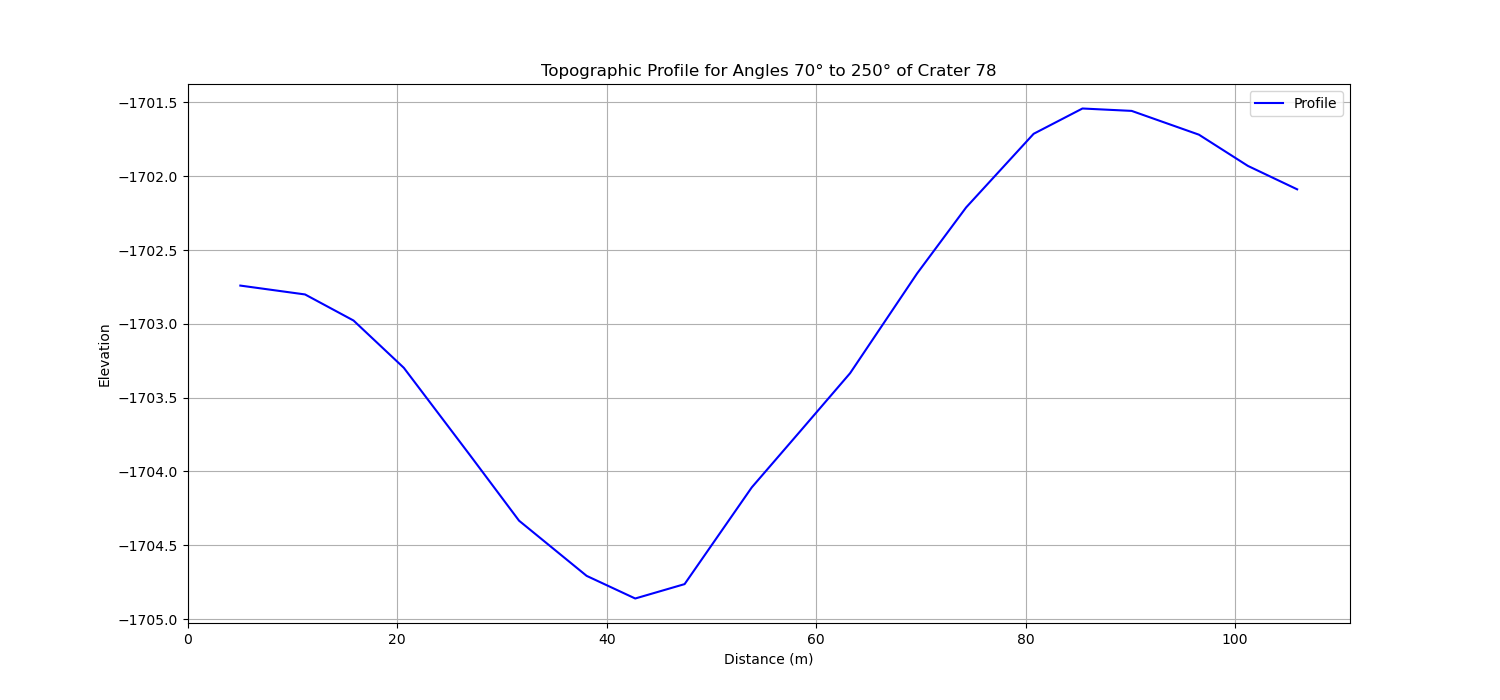 Topographic Profile for Angles 70° to 250° of Crater 78
Profile
−1701.5
−1702.0
−1702.5
−1703.0
−1703.5
−1704.0
−1704.5
−1705.0
Elevation
0 20 40 60 80 100
Distance (m)